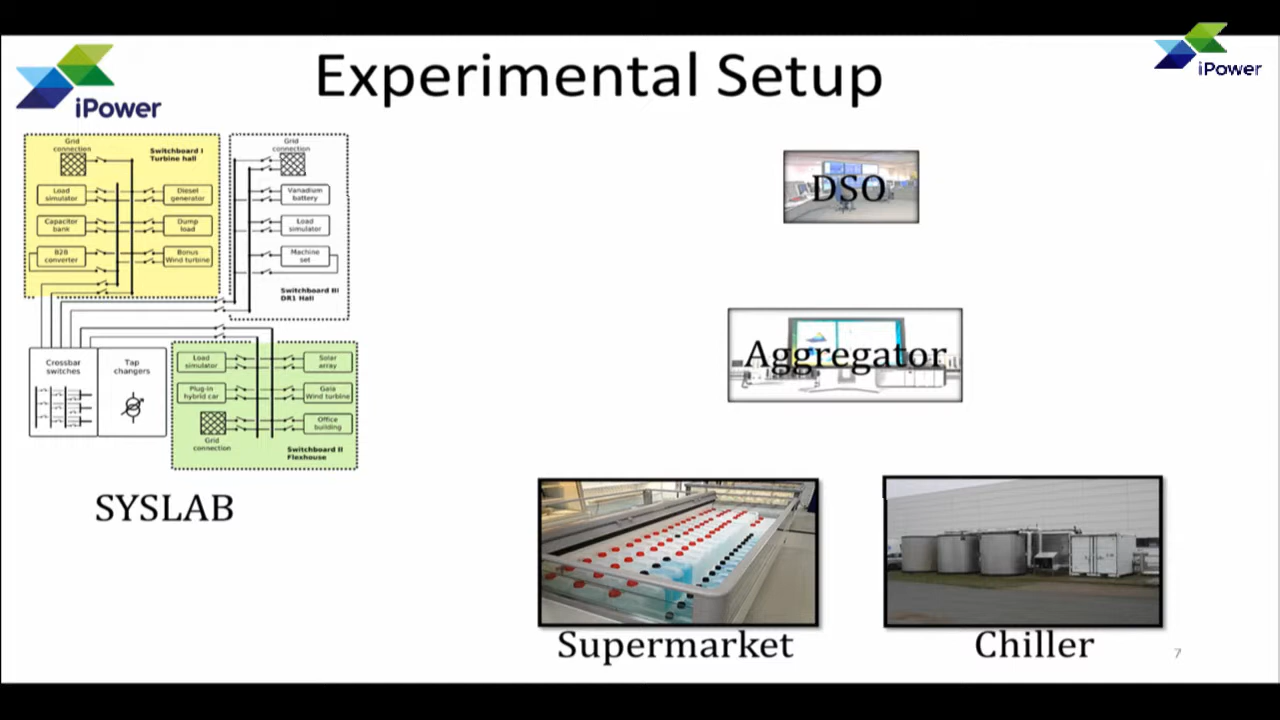 Experimental Setup
iPower
iPower
Grid
connection
Switchboard I
Turbine hall
Load
simulator
Diesel
generator
Capacitor
bank
Dump
load
B2B
converter
Bonus
Wind turbine
Grid
connection
Vanadium
battery
Load
simulator
Machine
set
Switchboard III
DR1 Hall
Crossbar
switches
Tap
changers
Load
simulator
Solar
array
Plug-in
hybrid car
Gaia
Wind turbine
Office
building
Grid
connection
Switchboard II
Flexhouse
SYSLAB
DSO
Aggregator
Supermarket
Chiller
7